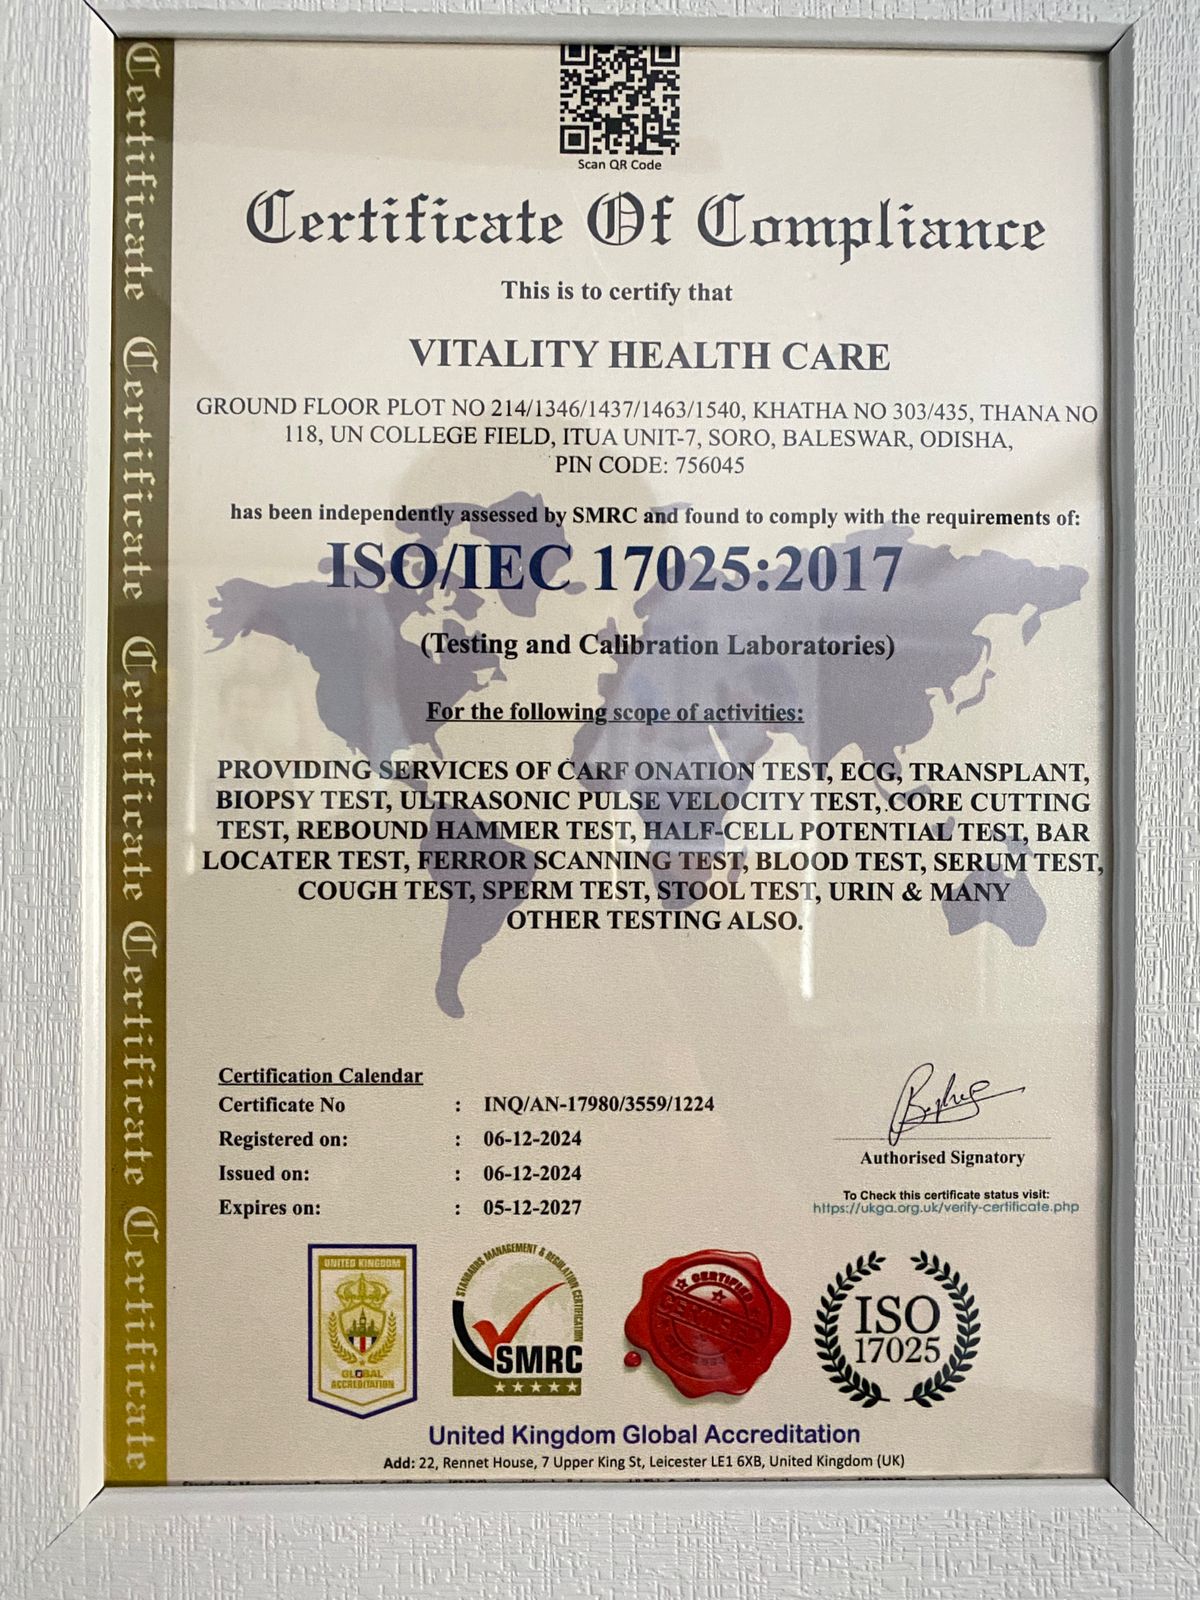 Scan QR Code
Certificate Of Compliance
This is to certify that
VITALITY HEALTH CARE
GROUND FLOOR PLOT NO 214/1346/1437/1463/1540, KHATHA NO 303/435, THANA NO
118, UN COLLEGE FIELD, ITUA UNIT-7, SORO, BALESWAR, ODISHA,
PIN CODE: 756045
has been independently assessed by SMRC and found to comply with the requirements of:
ISO/IEC 17025:2017
(Testing and Calibration Laboratories)
For the following scope of activities:
PROVIDING SERVICES OF CARF ONATION TEST, ECG, TRANSPLANT,
BIOPSY TEST, ULTRASONIC PULSE VELOCITY TEST, CORE CUTTING
TEST, REBOUND HAMMER TEST, HALF-CELL POTENTIAL TEST, BAR
LOCATER TEST, FERROR SCANNING TEST, BLOOD TEST, SERUM TEST,
COUGH TEST, SPERM TEST, STOOL TEST, URIN & MANY
OTHER TESTING ALSO.
Certification Calendar
Certificate No : INQ/AN-17980/3559/1224
Registered on: : 06-12-2024
Issued on: : 06-12-2024
Expires on: : 05-12-2027
Authorised Signatory
To Check this certificate status visit:
https://ukga.org.uk/verify-certificate.php
UNITED KINGDOM
GLOBAL
ACCREDITATION
MANAGEMENT & REGULATION CERTIFICATION
SMRC
CERTIFIED
ISO
17025
United Kingdom Global Accreditation
Add: 22, Rennet House, 7 Upper King St, Leicester LE1 6XB, United Kingdom (UK)
Certificate Certificate Certificate Certificate Certificate